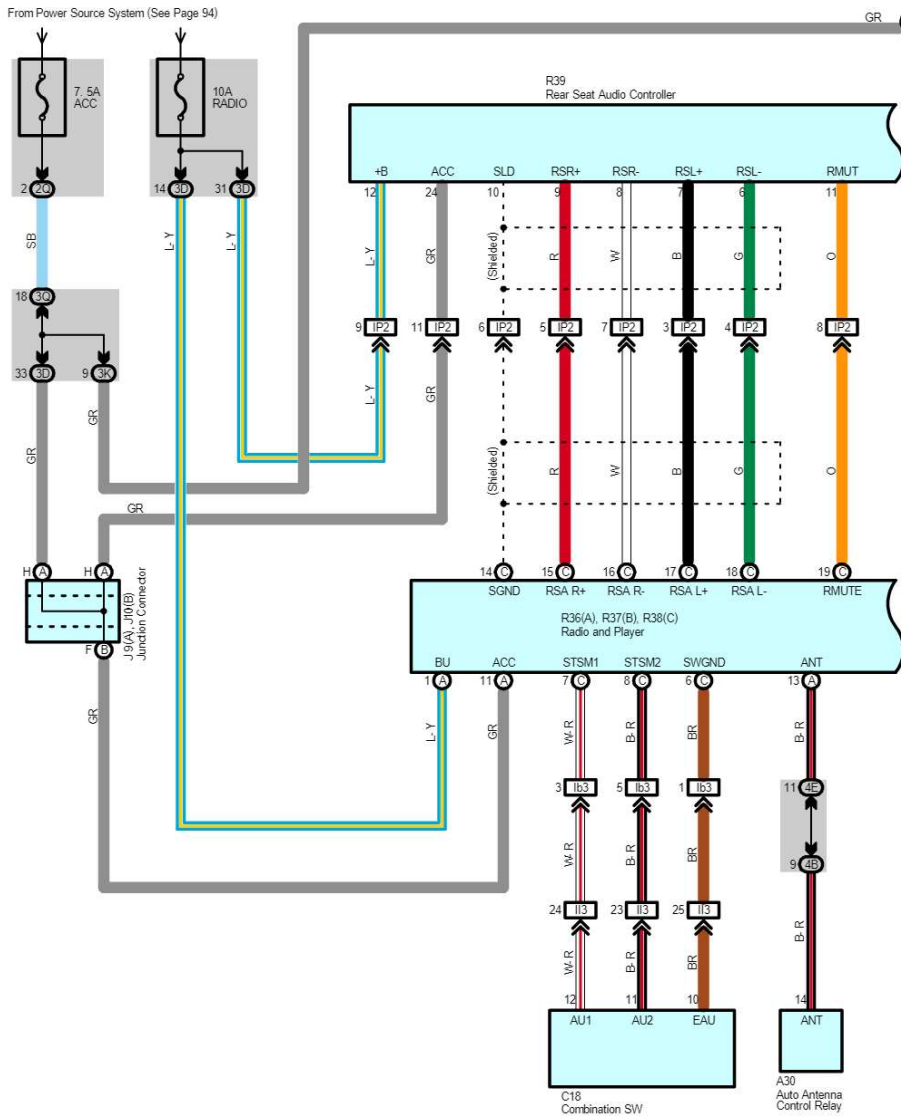 From Power Source System (See Page 94)
GR
7. 5A
ACC
10A
RADIO
R39
Rear Seat Audio Controller
+B ACC SLD RSR+ RSR- RSL+ RSL- RMUT
2 2Q 14 3D 31 3D 12 24 10 9 8 7 6 11
SB L- Y L- Y L- Y GR (Shielded) R W B G O
18 3Q
9 IP2 11 IP2 6 IP2 5 IP2 7 IP2 3 IP2 4 IP2 8 IP2
33 3D 9 3K
GR GR L- Y GR (Shielded) R W B G O
GR
H A H A 14 C 15 C 16 C 17 C 18 C 19 C
SGND RSA R+ RSA R- RSA L+ RSA L- RMUTE
J 9(A), J10(B)
Junction Connector
R36(A), R37(B), R38(C)
Radio and Player
F B
BU ACC STSM1 STSM2 SWGND ANT
1 A 11 A 7 C 8 C 6 C 13 A
GR L- Y GR W- R B- R BR B- R
3 Ib3 5 Ib3 1 Ib3 11 4E
W- R B- R BR
9 4B
24 II3 23 II3 25 II3
W- R B- R BR B- R
12 11 10 14
AU1 AU2 EAU ANT
C18
Combination SW
A30
Auto Antenna
Control Relay